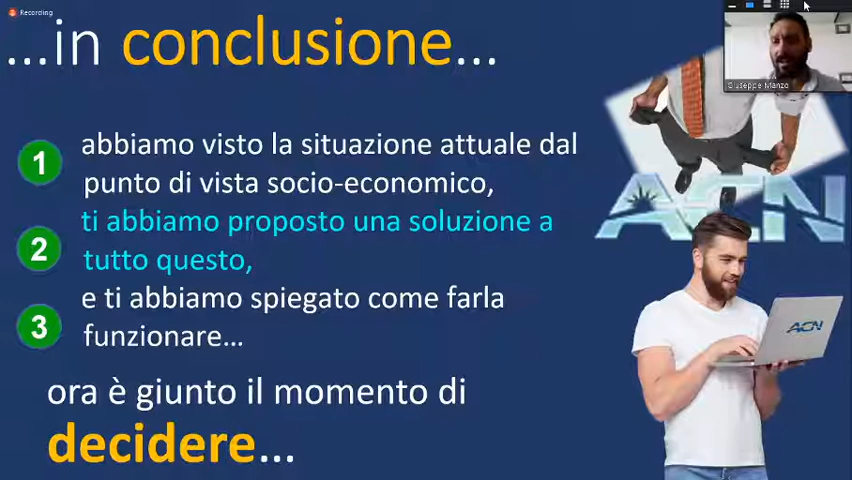 Recording
...in conclusione...
Giuseppe Manzo
1 abbiamo visto la situazione attuale dal
punto di vista socio-economico,
2 ti abbiamo proposto una soluzione a
tutto questo,
3 e ti abbiamo spiegato come farla
funzionare...
ora è giunto il momento di
decidere...
ACN
ACN